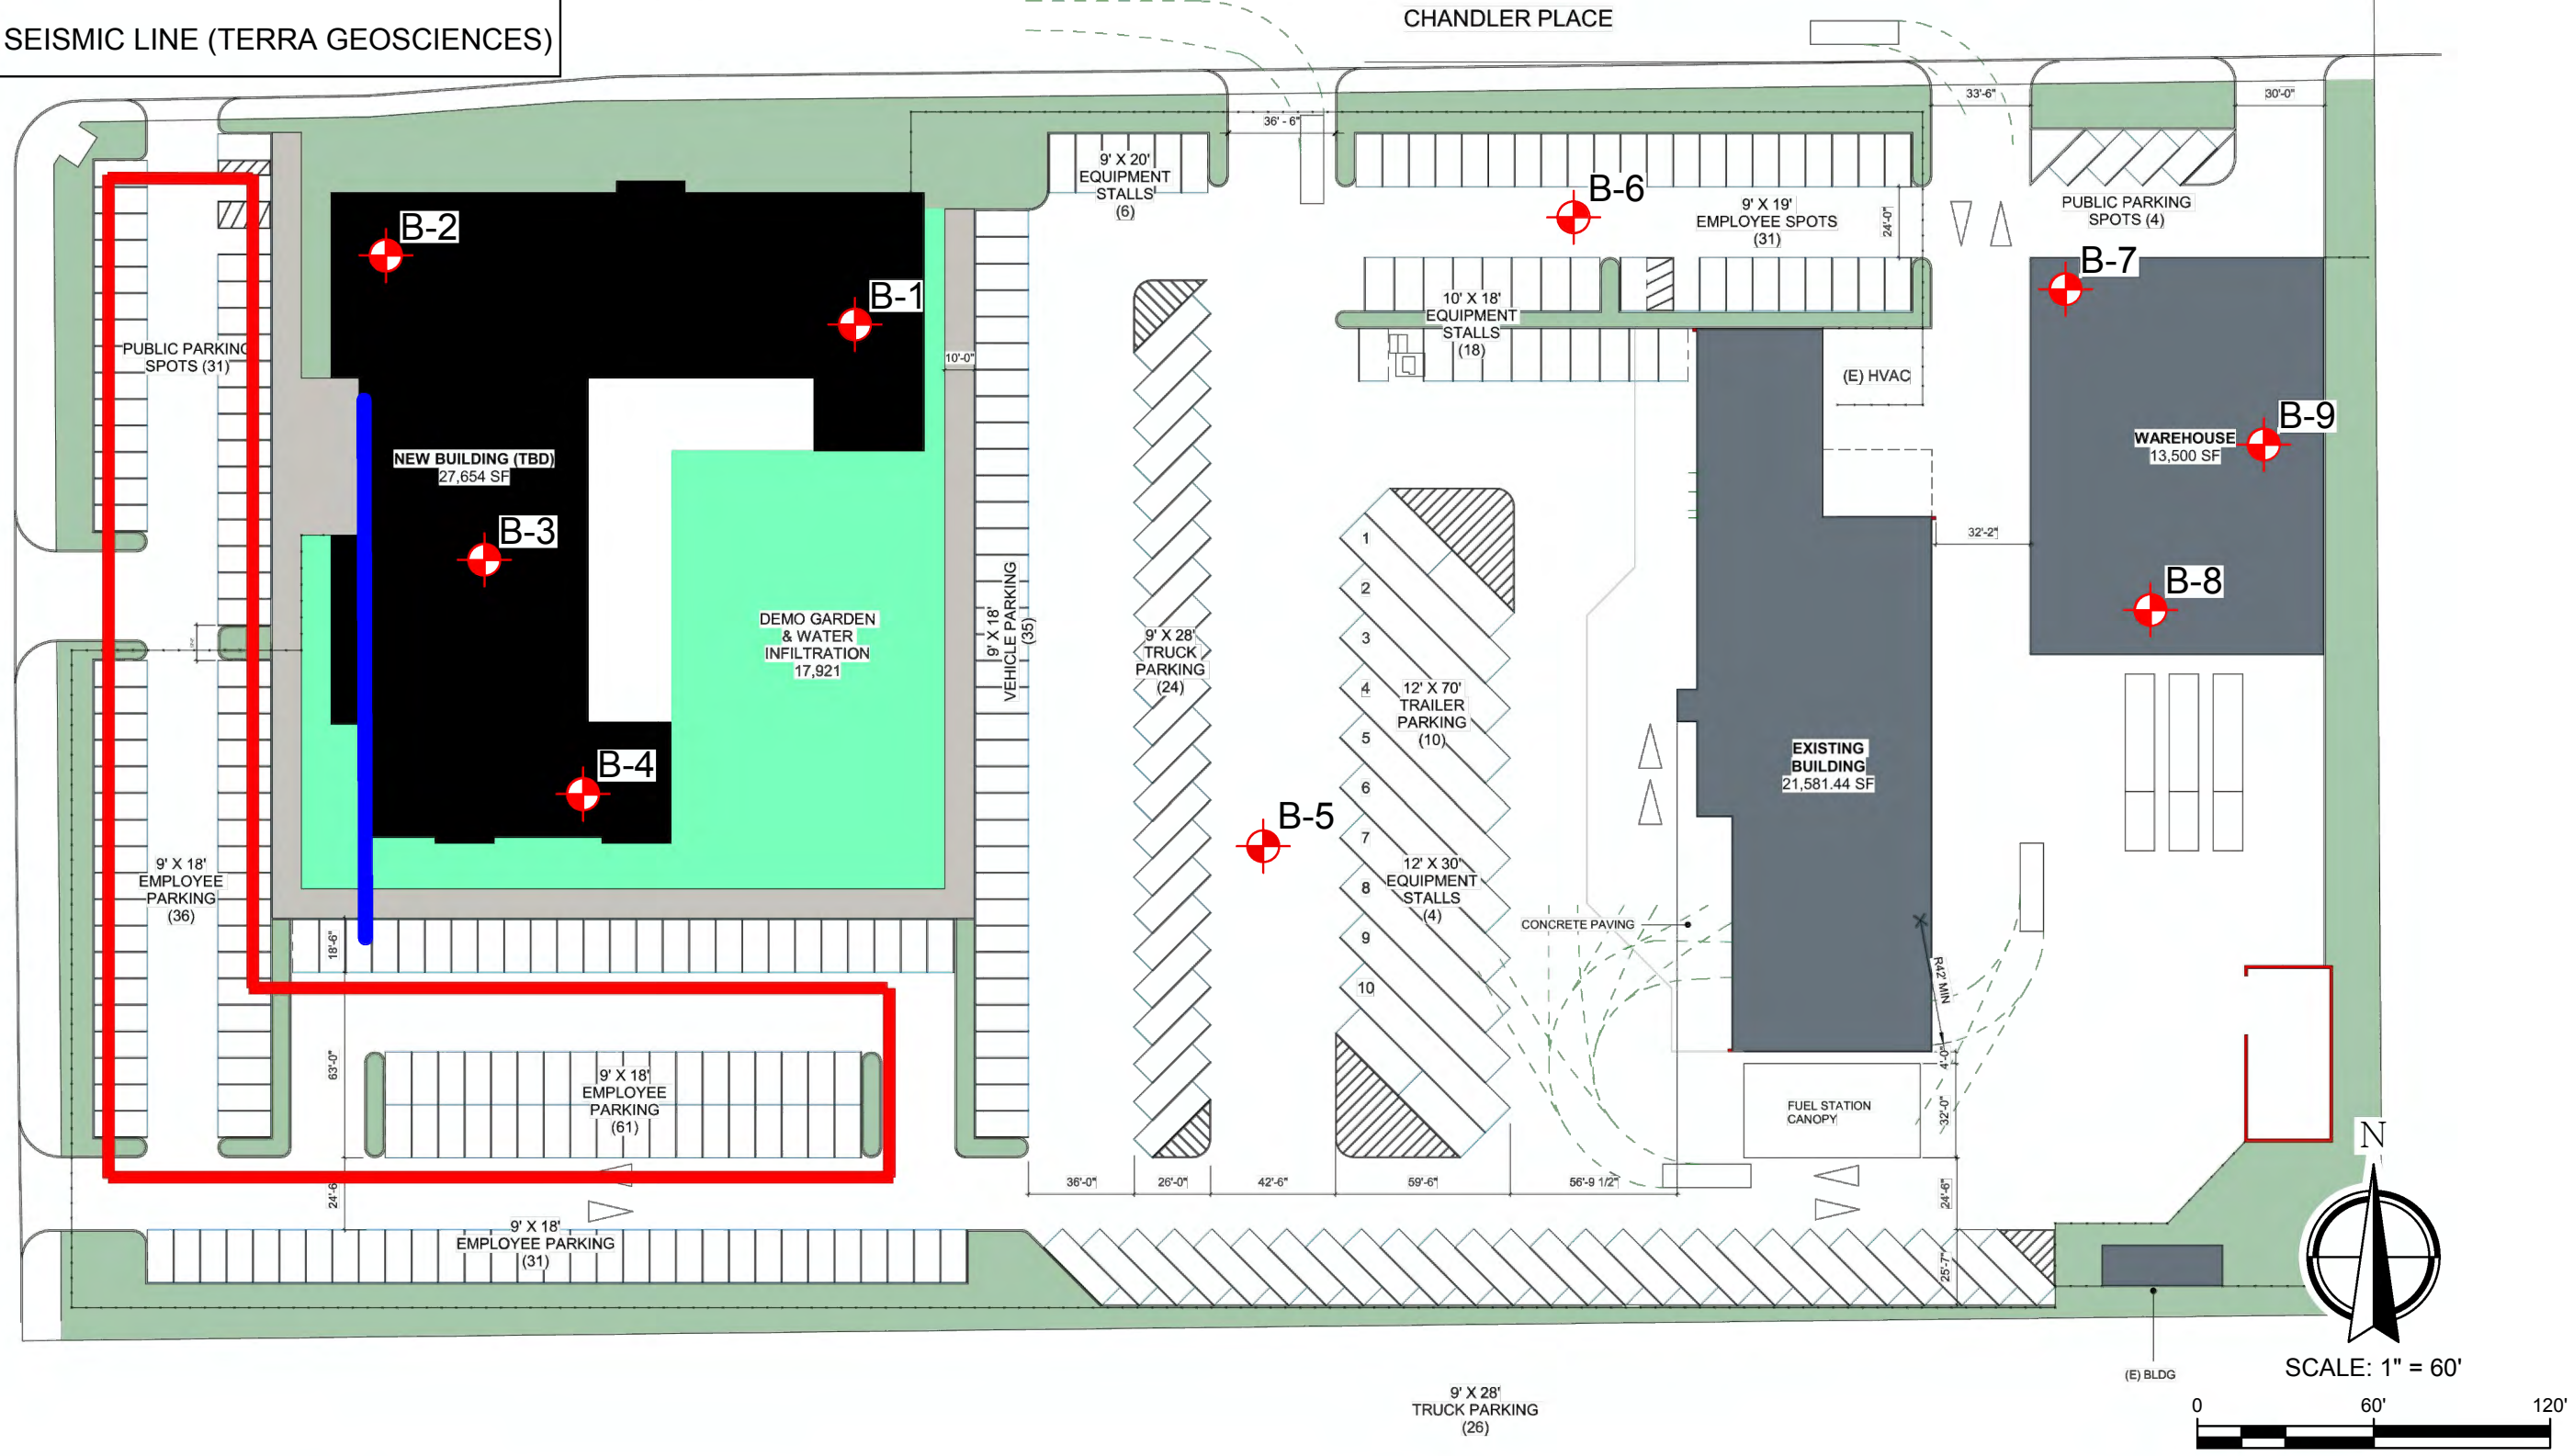 SEISMIC LINE (TERRA GEOSCIENCES)
CHANDLER PLACE
33'-6"
30'-0"
36' - 6"
9' X 20'
EQUIPMENT
STALLS
(6)
B-6
9' X 19'
EMPLOYEE SPOTS
(31)
24'-0"
PUBLIC PARKING
SPOTS (4)
B-2
B-1
B-7
10' X 18'
EQUIPMENT
STALLS
(18)
PUBLIC PARKING
SPOTS (31)
10'-0"
(E) HVAC
B-9
WAREHOUSE
13,500 SF
NEW BUILDING (TBD)
27,654 SF
B-3
32'-2"
B-8
1
2
3
4
5
6
7
8
9
10
9' X 18'
VEHICLE PARKING
(35)
DEMO GARDEN
& WATER
INFILTRATION
17,921
9' X 28'
TRUCK
PARKING
(24)
12' X 70'
TRAILER
PARKING
(10)
B-4
EXISTING
BUILDING
21,581.44 SF
B-5
9' X 18'
EMPLOYEE
PARKING
(36)
12' X 30'
EQUIPMENT
STALLS
(4)
CONCRETE PAVING
18'-6"
R42' MIN
63'-0"
4'-0"
9' X 18'
EMPLOYEE
PARKING
(61)
FUEL STATION
CANOPY
32'-0"
N
24'-6
36'-0"
26'-0"
42'-6"
59'-6"
56'-9 1/2"
24'-6"
9' X 18'
EMPLOYEE PARKING
(31)
25'-7"
(E) BLDG
SCALE: 1" = 60'
9' X 28'
TRUCK PARKING
(26)
0 60' 120'